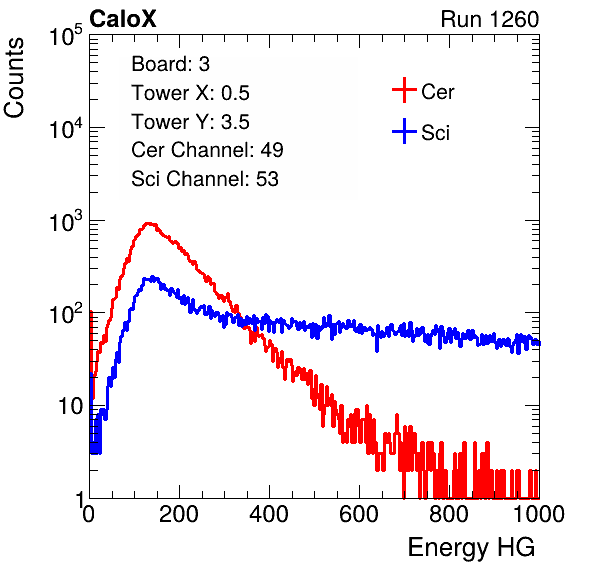 CaloX Run 1260
Counts
10^5
10^4
10^3
10^2
10
1
Board: 3
Tower X: 0.5
Tower Y: 3.5
Cer Channel: 49
Sci Channel: 53
Cer
Sci
0 200 400 600 800 1000
Energy HG